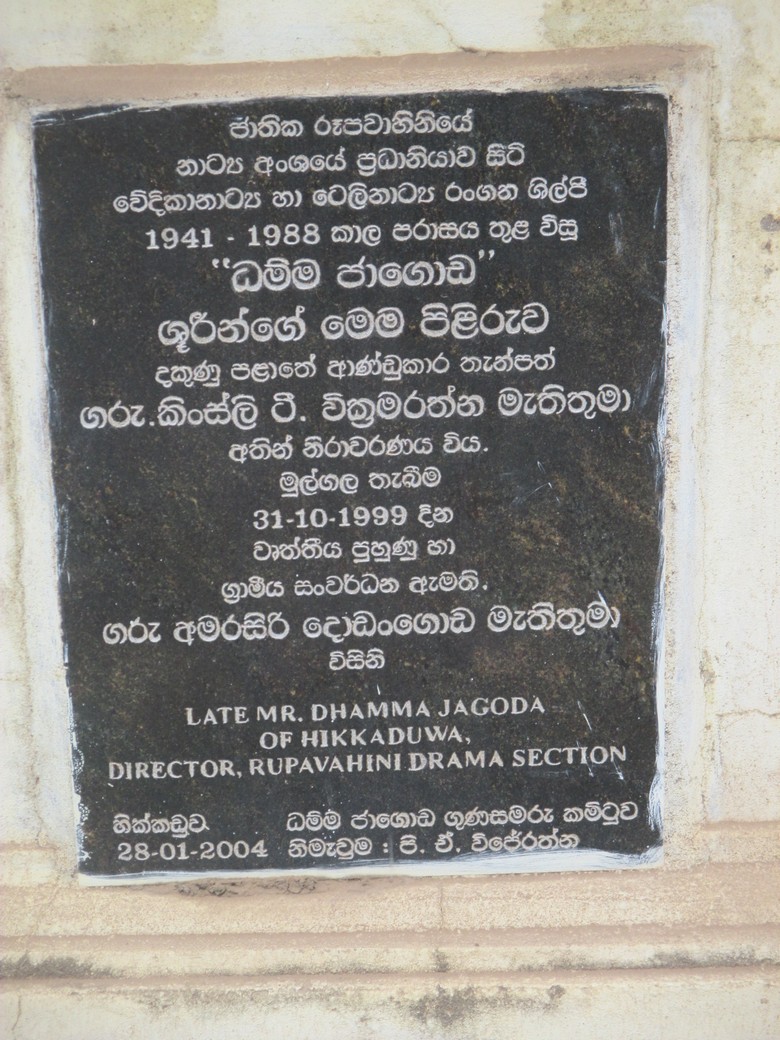 ජාතික රූපවාහිනියේ
නාට්‍ය අංශයේ ප්‍රධානියාව සිටි
වේදිකානාට්‍ය හා ටෙලිනාට්‍ය රංගන ශිල්පී
1941 - 1988 කාල පරාසය තුළ විසූ
“ධම්ම ජාගොඩ”
ශූරීන්ගේ මෙම පිළිරුව
දකුණු පළාතේ ආණ්ඩුකාර තැන්පත්
ගරු.කිංස්ලි ටී. වික්‍රමරත්න මැතිතුමා
අතින් නිරාවරණය විය.
මුල්ගල තැබීම
31-10-1999 දින
වෘත්තීය පුහුණු හා
ග්‍රාමීය සංවර්ධන ඇමති.
ගරු අමරසිරි දොඩංගොඩ මැතිතුමා
විසිනි
LATE MR. DHAMMA JAGODA
OF HIKKADUWA,
DIRECTOR, RUPAVAHINI DRAMA SECTION
හික්කඩුව ධම්ම ජාගොඩ ගුණසමරු කමිටුව
28-01-2004 නිමැවුම : පී. ඒ. විජේරත්න